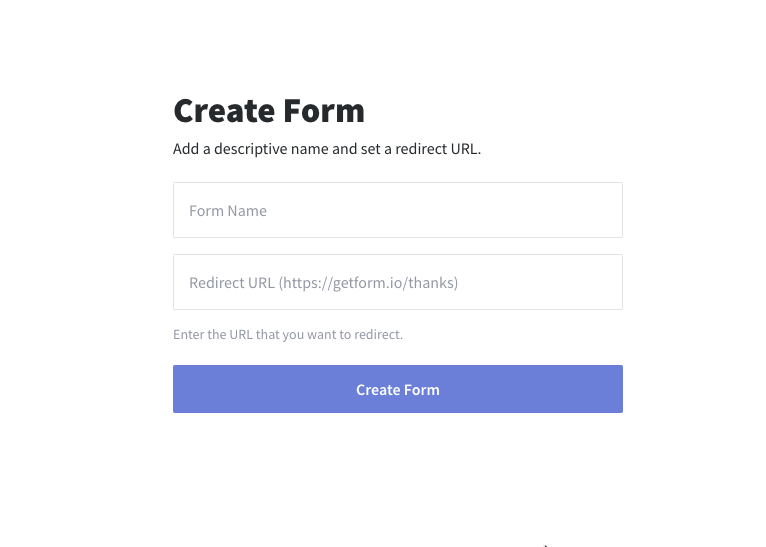 Create Form
Add a descriptive name and set a redirect URL.
Form Name
Redirect URL (https://getform.io/thanks)
Enter the URL that you want to redirect.
Create Form